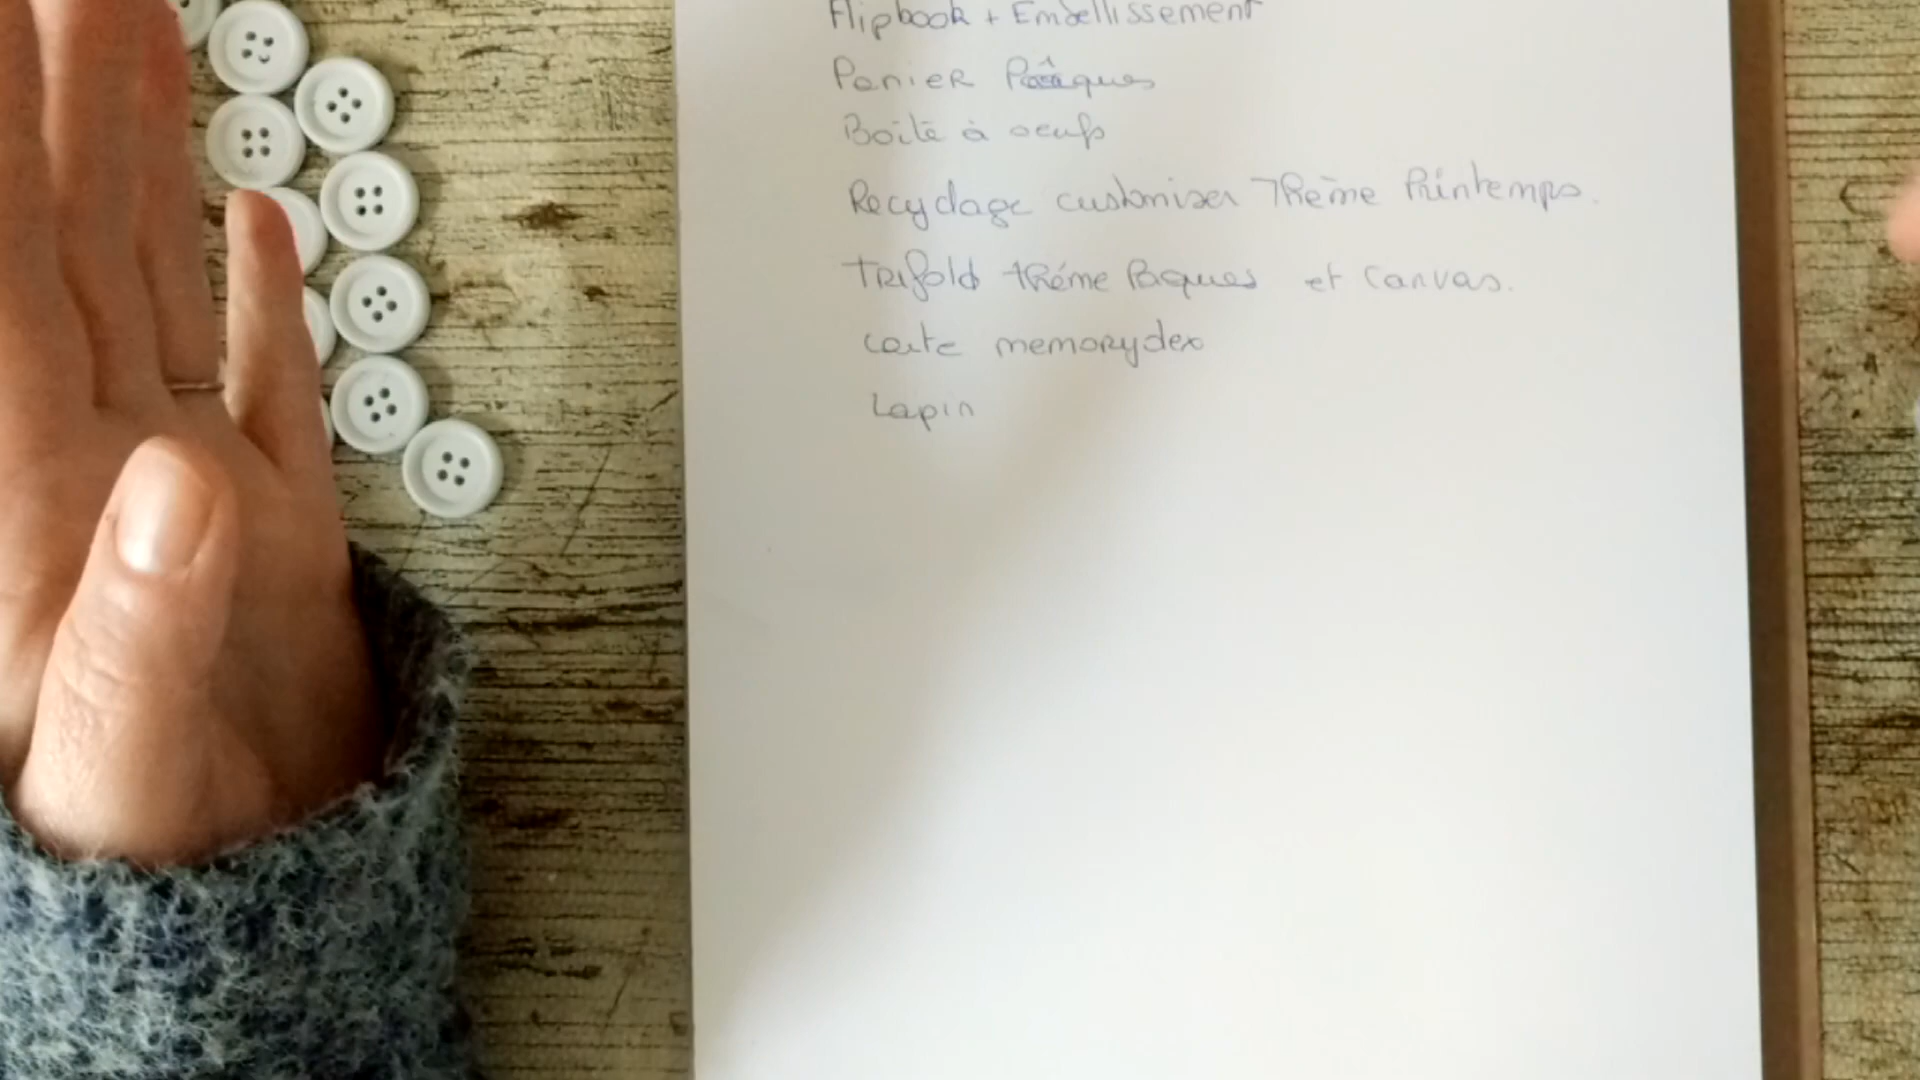 Flipbook + Embellissement
Panier Pâques
Boîte à oeufs
Recyclage customiser Thème Printemps.
Trifold thème Pâques et Canvas.
carte memorydex
Lapin